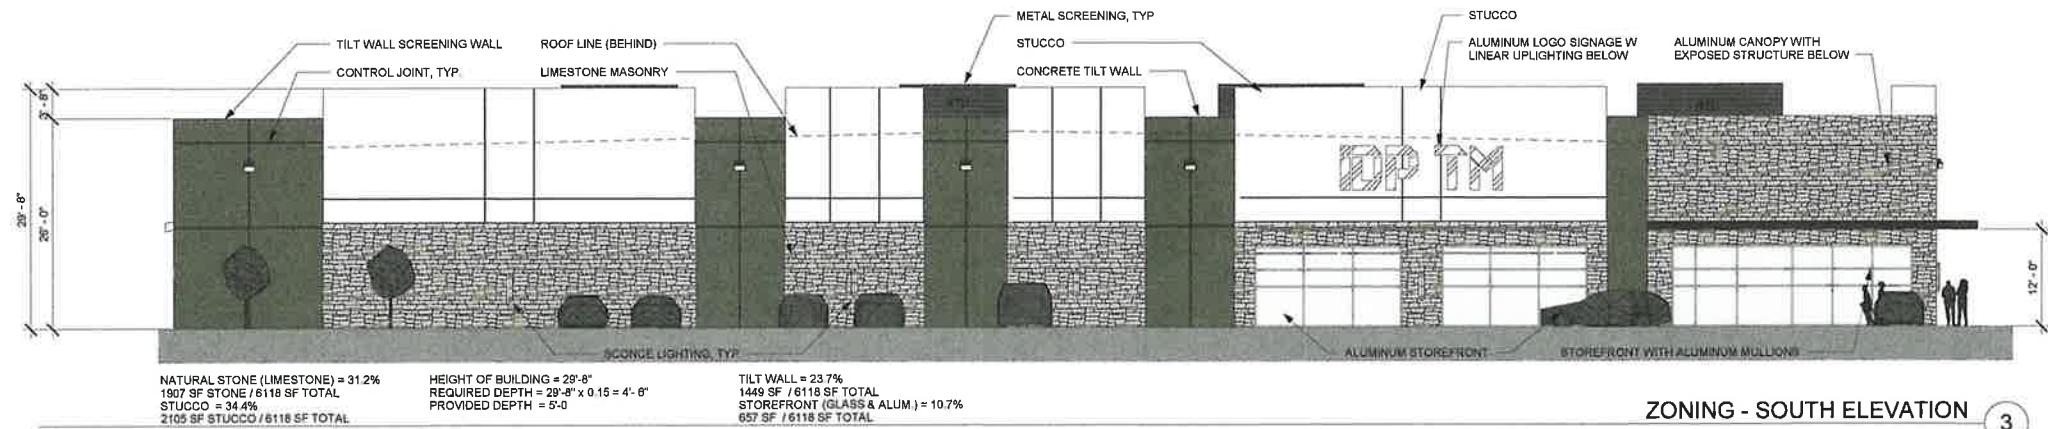 METAL SCREENING, TYP
STUCCO
TILT WALL SCREENING WALL
ROOF LINE (BEHIND)
STUCCO
ALUMINUM LOGO SIGNAGE W
LINEAR UPLIGHTING BELOW
ALUMINUM CANOPY WITH
EXPOSED STRUCTURE BELOW
CONTROL JOINT, TYP.
LIMESTONE MASONRY
CONCRETE TILT WALL
3'-8"
29'-8"
26'-0"
RTU
RTU
IDP TM
12'-0"
SCONCE LIGHTING, TYP
ALUMINUM STOREFRONT
STOREFRONT WITH ALUMINUM MULLIONS
NATURAL STONE (LIMESTONE) = 31.2%
1907 SF STONE / 6118 SF TOTAL
STUCCO = 34.4%
2105 SF STUCCO / 6118 SF TOTAL
HEIGHT OF BUILDING = 29'-8"
REQUIRED DEPTH = 29'-8" x 0.15 = 4'- 6"
PROVIDED DEPTH = 5'-0
TILT WALL = 23.7%
1449 SF / 6118 SF TOTAL
STOREFRONT (GLASS & ALUM.) = 10.7%
657 SF / 6118 SF TOTAL
ZONING - SOUTH ELEVATION
3